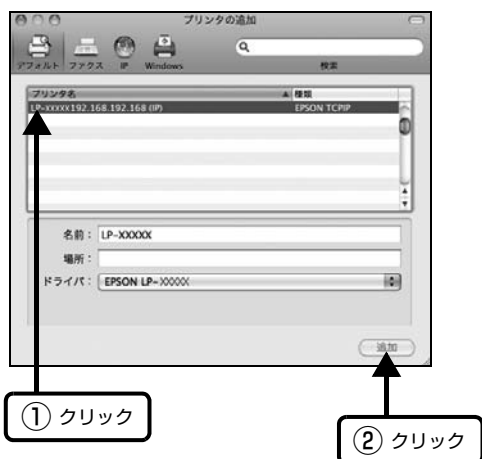 プリンタの追加
デフォルト ファクス IP Windows 検索
プリンタ名 種類
LP-xxxxx192.168.192.168 (IP) EPSON TCPIP
名前： LP-XXXXX
場所：
ドライバ： EPSON LP-XXXXX
追加
① クリック
② クリック